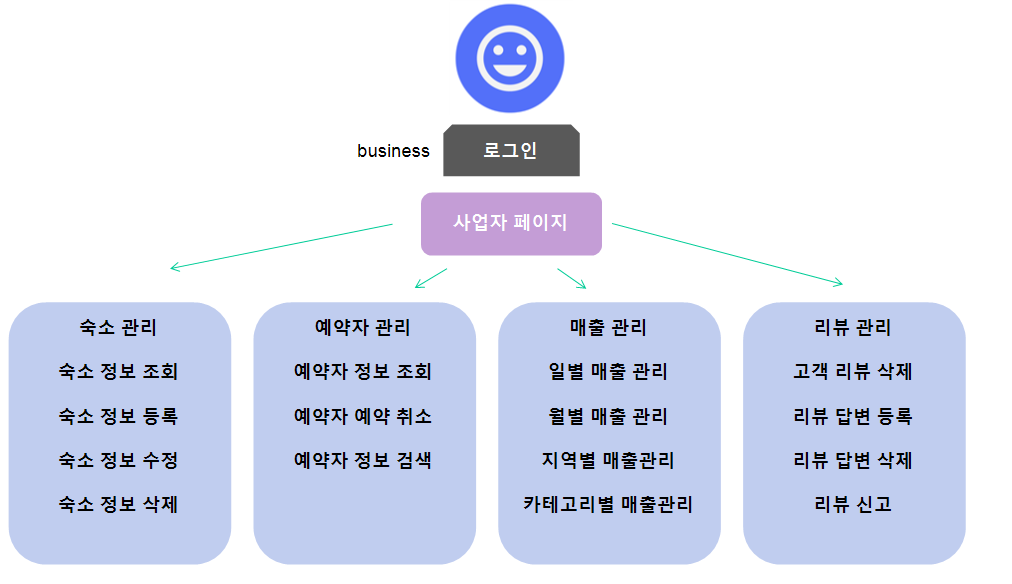 business
로그인
사업자 페이지
숙소 관리
숙소 정보 조회
숙소 정보 등록
숙소 정보 수정
숙소 정보 삭제
예약자 관리
예약자 정보 조회
예약자 예약 취소
예약자 정보 검색
매출 관리
일별 매출 관리
월별 매출 관리
지역별 매출관리
카테고리별 매출관리
리뷰 관리
고객 리뷰 삭제
리뷰 답변 등록
리뷰 답변 삭제
리뷰 신고